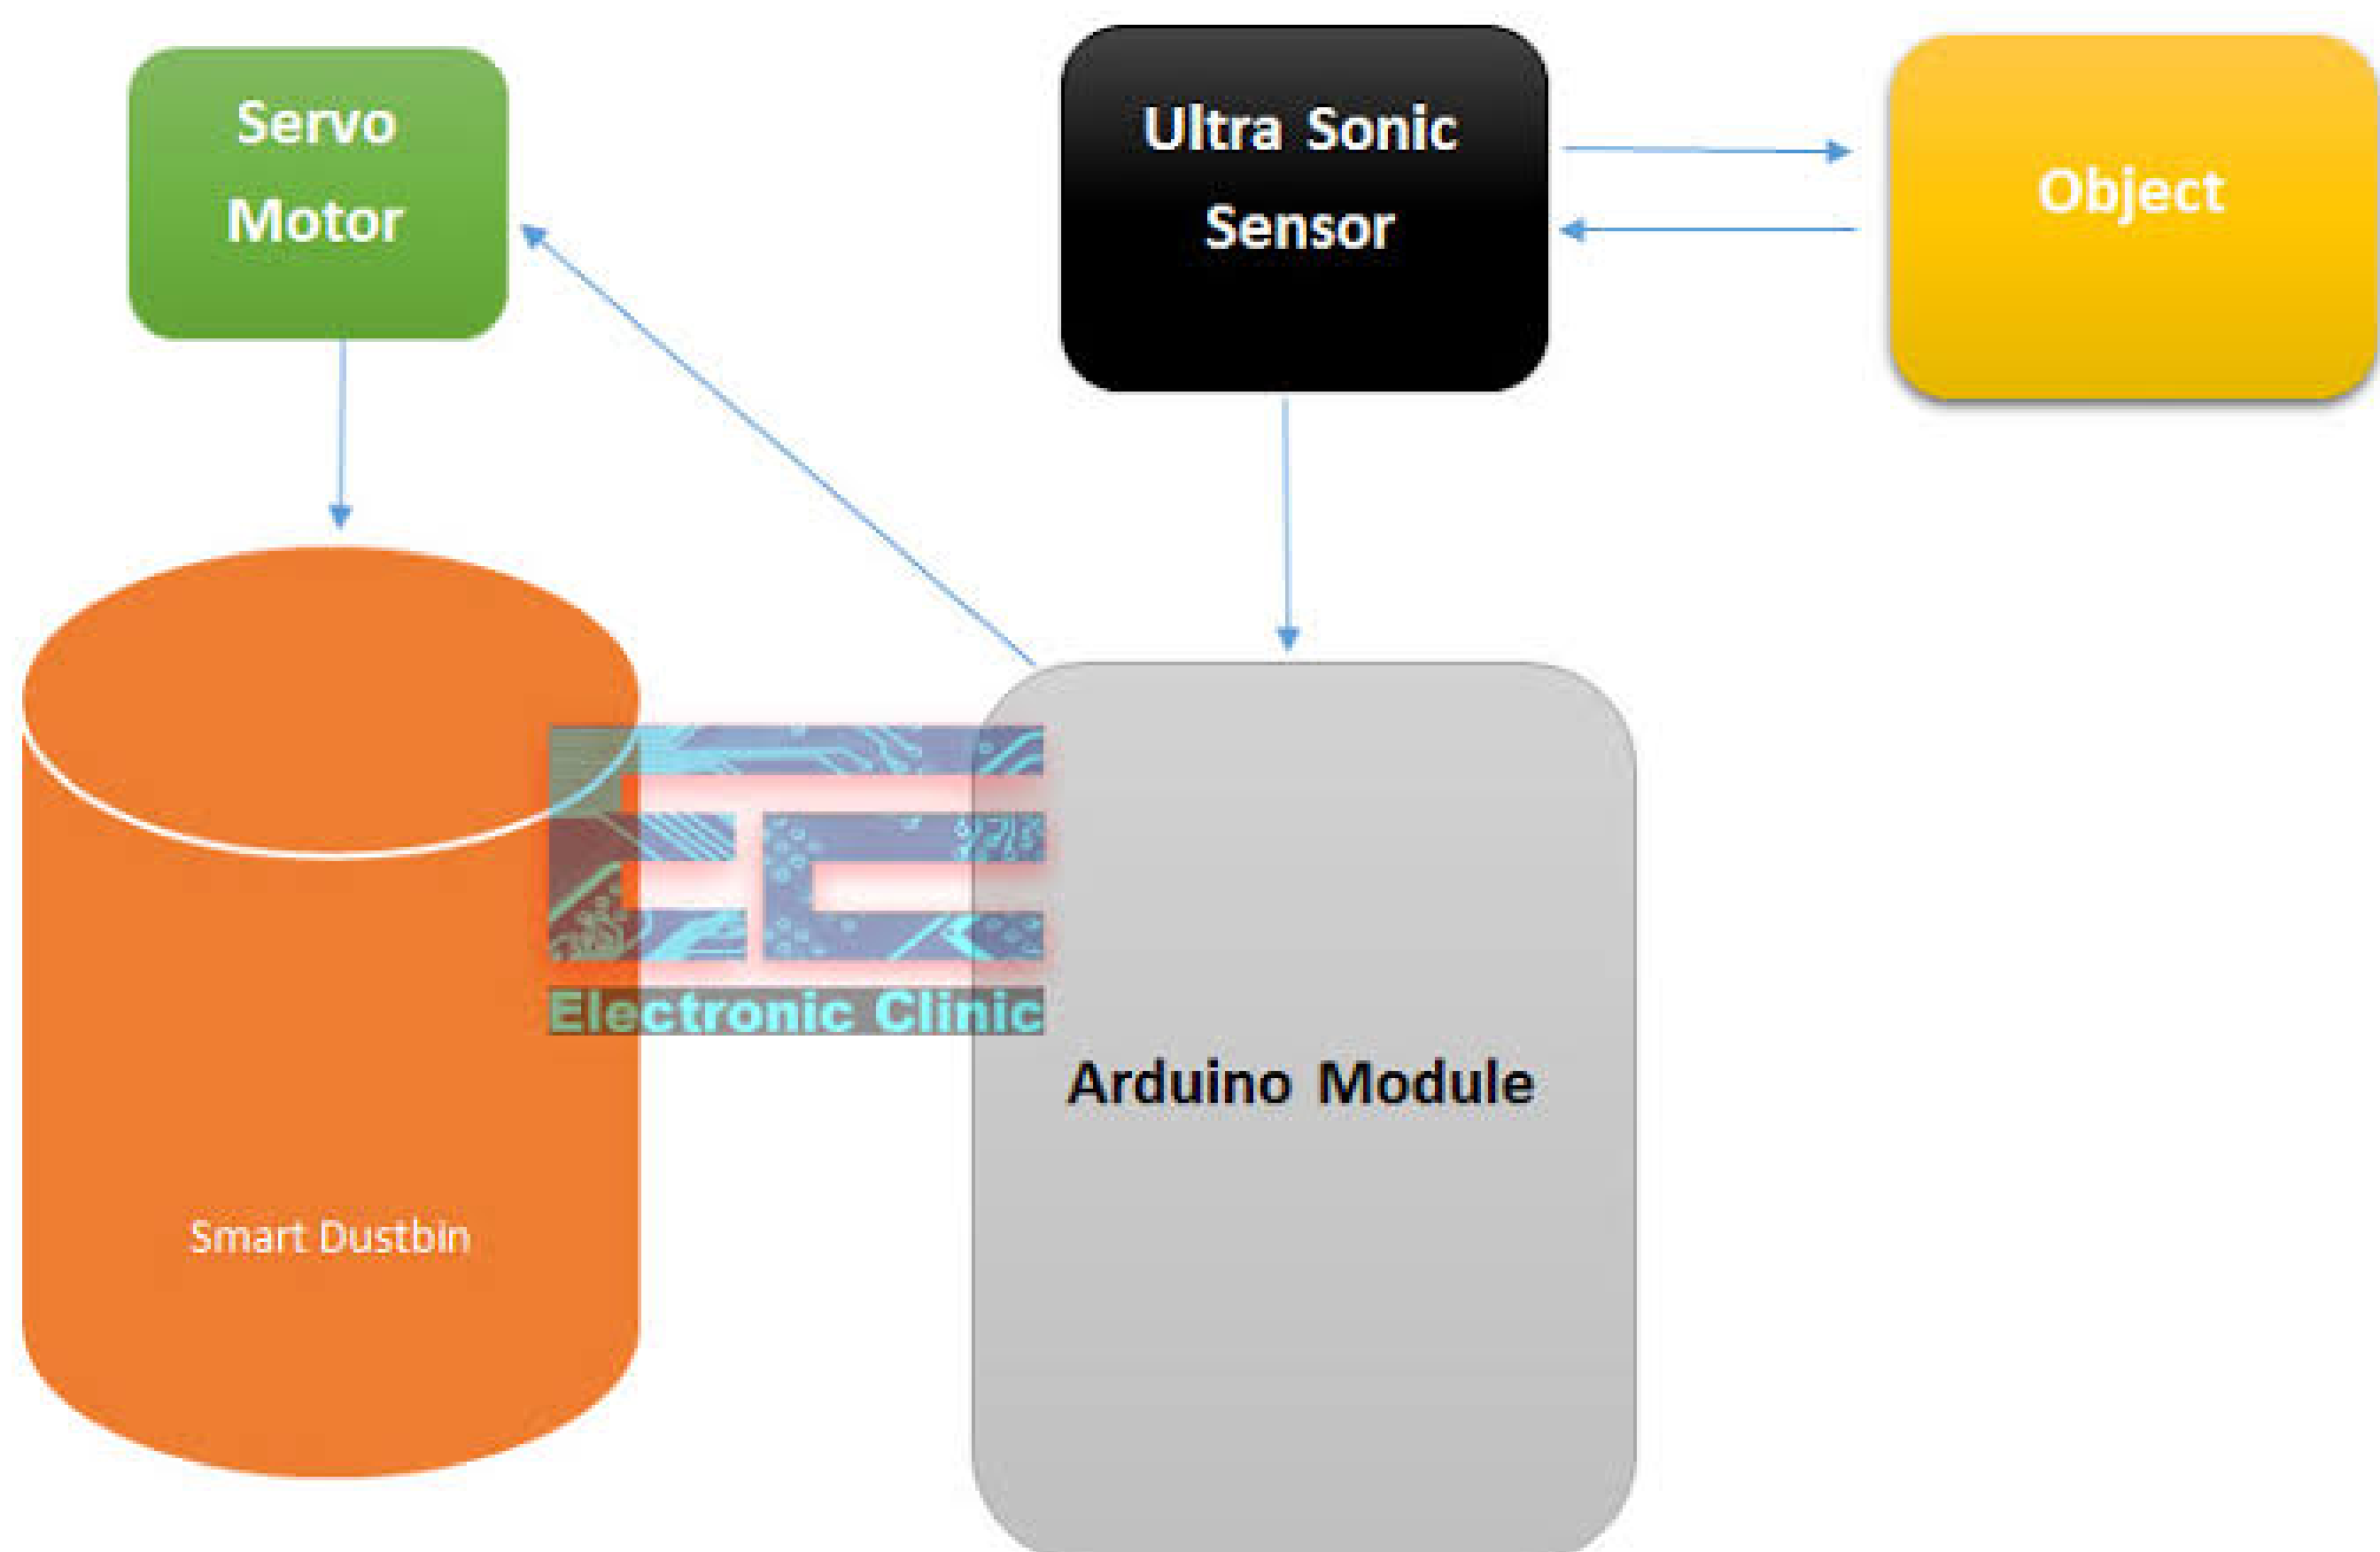 Servo
Motor
Ultra Sonic
Sensor
Object
Electronic Clinic
Arduino Module
Smart Dustbin